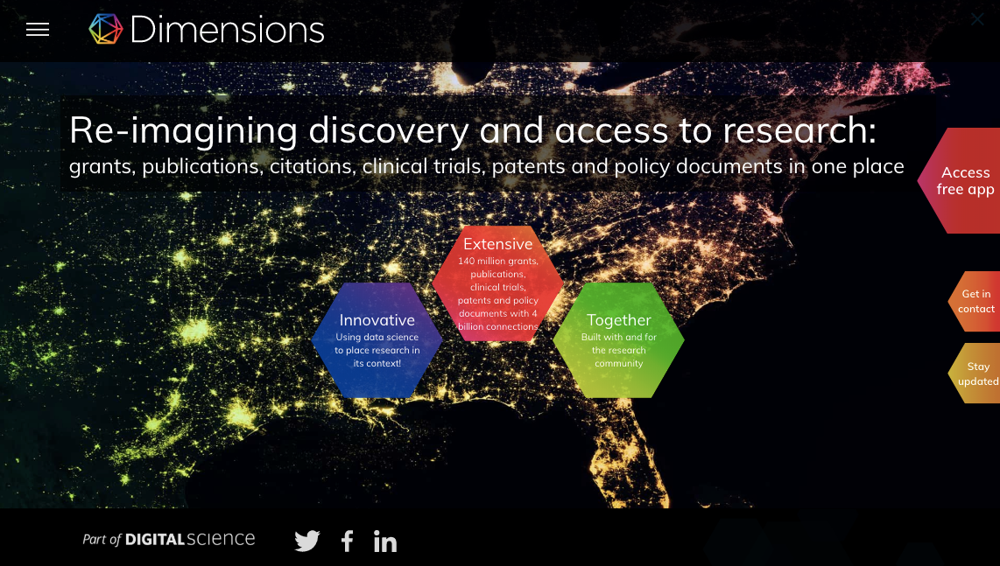 Dimensions
Re-imagining discovery and access to research:
grants, publications, citations, clinical trials, patents and policy documents in one place
Access
free app
Extensive
140 million grants,
publications,
clinical trials,
patents and policy
documents with 4
billion connections.
Innovative
Using data science
to place research in
its context!
Together
Built with and for
the research
community
Get in
contact
Stay
updated
Part of DIGITALSCIENCE